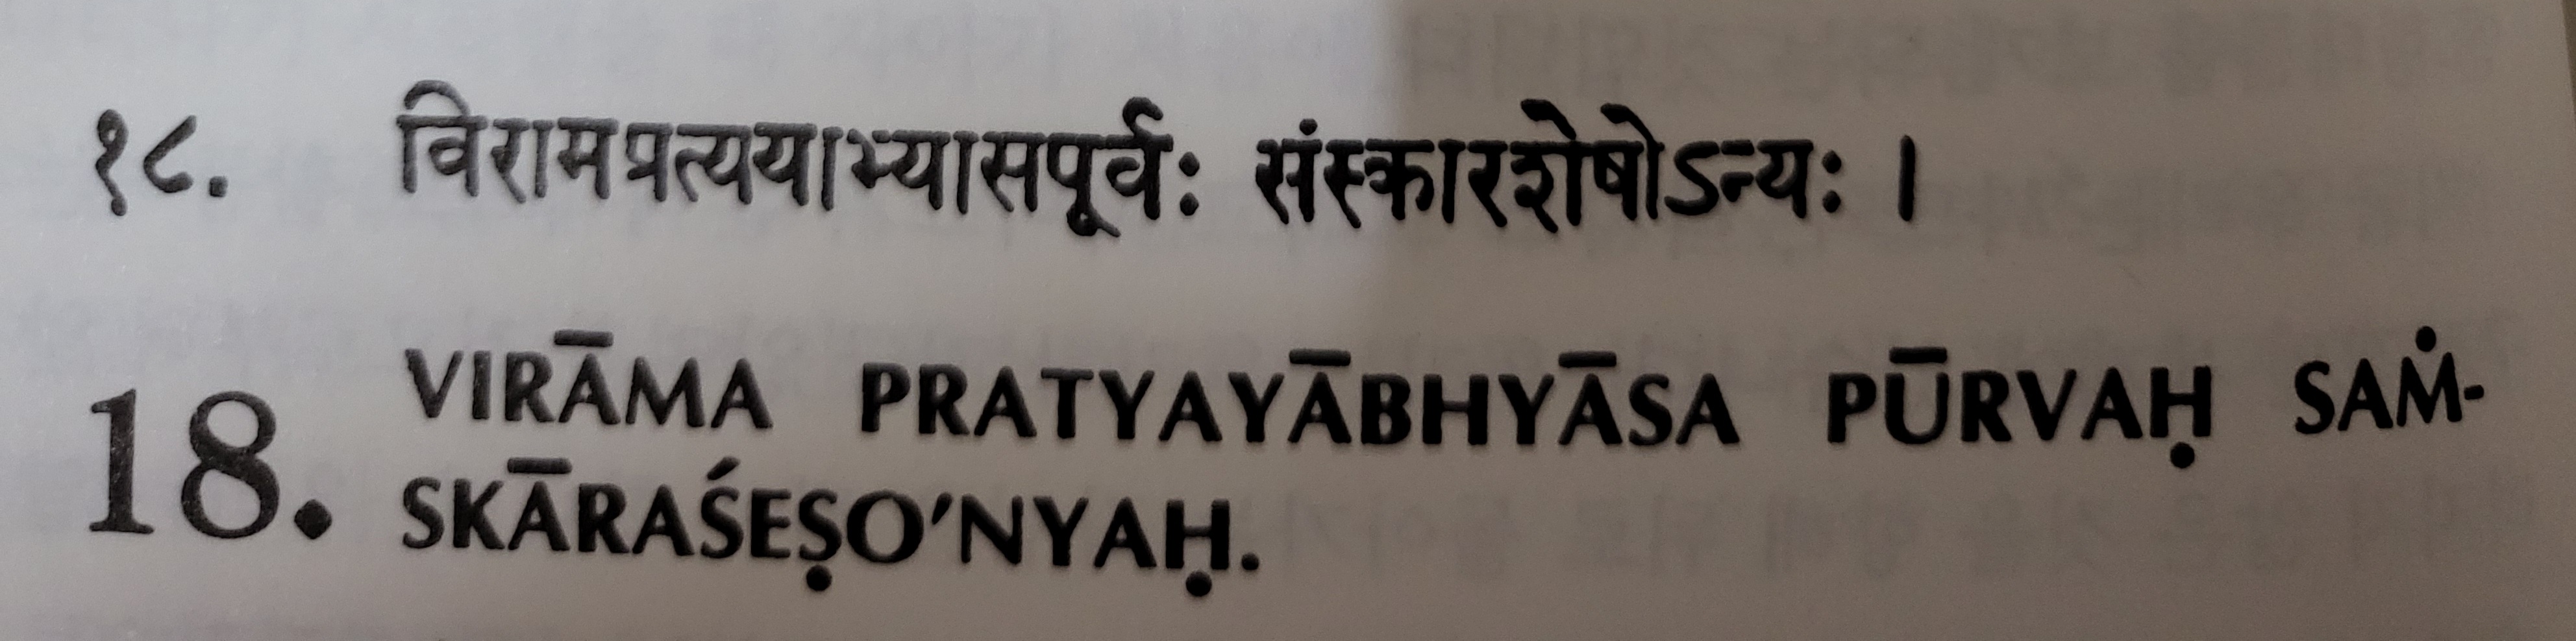 १८. विरामप्रत्ययाभ्यासपूर्वः संस्कारशेषोऽन्यः ।
18. VIRĀMA PRATYAYĀBHYĀSA PŪRVAḤ SAṀ-
SKĀRAŚEṢO’NYAḤ.